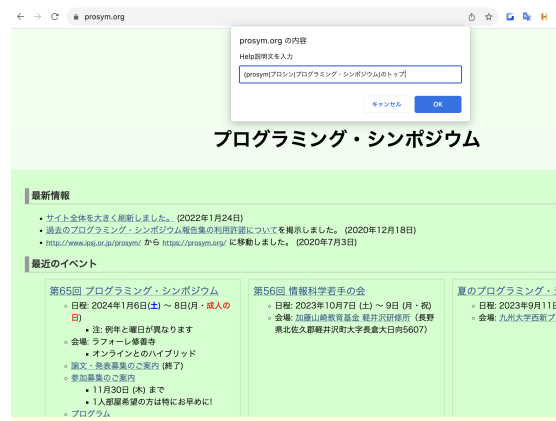 prosym.org
prosym.org の内容
Help説明文を入力
(prosym|プロシン|プログラミング・シンポジウム)のトップ
キャンセル
OK
プログラミング・シンポジウム
最新情報
サイト全体を大きく刷新しました。 (2022年1月24日)
過去のプログラミング・シンポジウム報告集の利用許諾についてを掲示しました。 (2020年12月18日)
http://www.ipsj.or.jp/prosym/ から https://prosym.org/ に移動しました。 (2020年7月3日)
最近のイベント
第65回 プログラミング・シンポジウム
日程: 2024年1月6日(土) ~ 8日(月・成人の
日)
注: 例年と曜日が異なります
会場: ラフォーレ修善寺
オンラインとのハイブリッド
論文・発表募集のご案内 (終了)
参加募集のご案内
11月30日 (木) まで
1人部屋希望の方は特にお早めに!
プログラム
第56回 情報科学若手の会
日程: 2023年10月7日 (土) ~ 9日 (月・祝)
会場: 加藤山崎教育基金 軽井沢研修所（長野
県北佐久郡軽井沢町大字長倉大日向5607）
夏のプログラミング・
日程: 2023年9月11日
会場: 九州大学西新プ